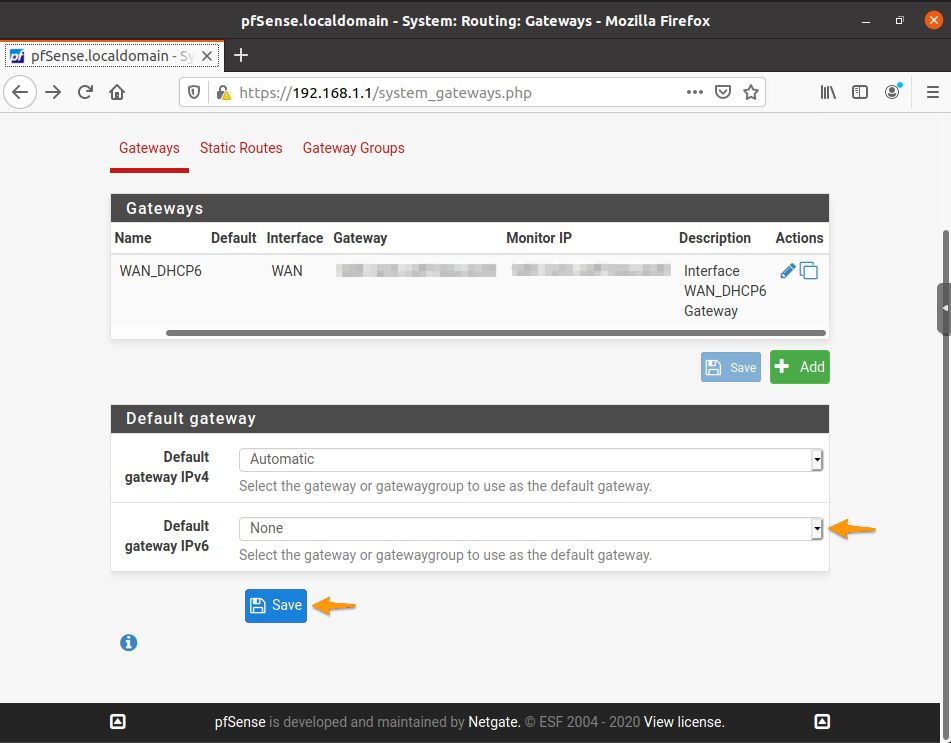 pfSense.localdomain - System: Routing: Gateways - Mozilla Firefox
pfSense.localdomain - Sy
https://192.168.1.1/system_gateways.php
Gateways Static Routes Gateway Groups
Gateways
Name Default Interface Gateway Monitor IP Description Actions
WAN_DHCP6 WAN Interface
WAN_DHCP6
Gateway
Save Add
Default gateway
Default
gateway IPv4
Automatic
Select the gateway or gatewaygroup to use as the default gateway.
Default
gateway IPv6
None
Select the gateway or gatewaygroup to use as the default gateway.
Save
pfSense is developed and maintained by Netgate. © ESF 2004 - 2020 View license.